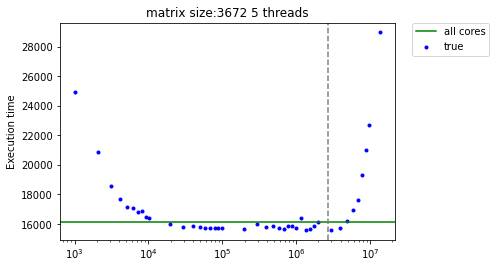 matrix size:3672 5 threads
all cores
true
Execution time
28000
26000
24000
22000
20000
18000
16000
10³ 10⁴ 10⁵ 10⁶ 10⁷